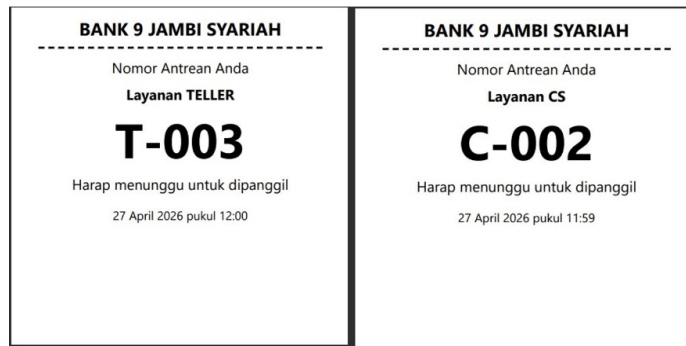 BANK 9 JAMBI SYARIAH
Nomor Antrean Anda
Layanan TELLER
T-003
Harap menunggu untuk dipanggil
27 April 2026 pukul 12:00
BANK 9 JAMBI SYARIAH
Nomor Antrean Anda
Layanan CS
C-002
Harap menunggu untuk dipanggil
27 April 2026 pukul 11:59